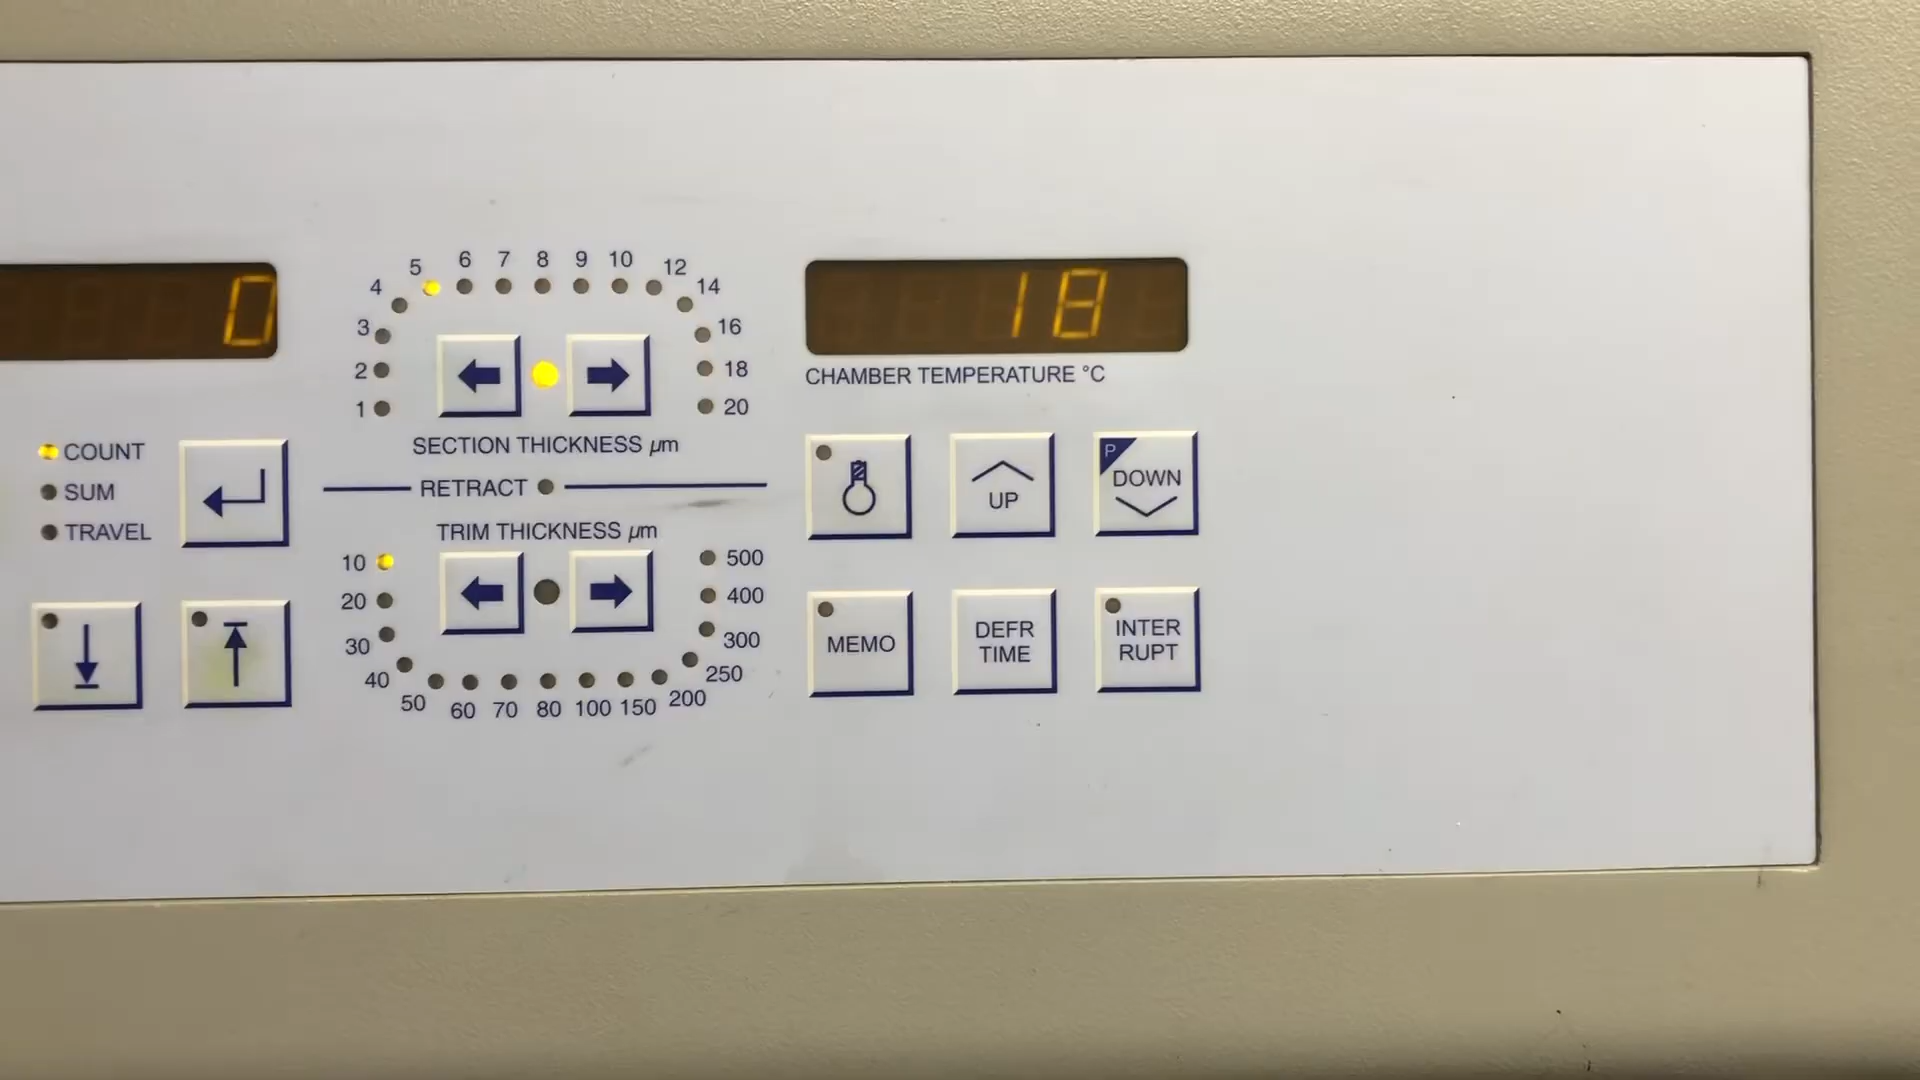 0
COUNT
SUM
TRAVEL
1
2
3
4
5
6
7
8
9
10
12
14
16
18
20
SECTION THICKNESS µm
RETRACT
TRIM THICKNESS µm
10
20
30
40
50
60
70
80
100
150
200
250
300
400
500
18
CHAMBER TEMPERATURE °C
UP
P
DOWN
MEMO
DEFR
TIME
INTER
RUPT